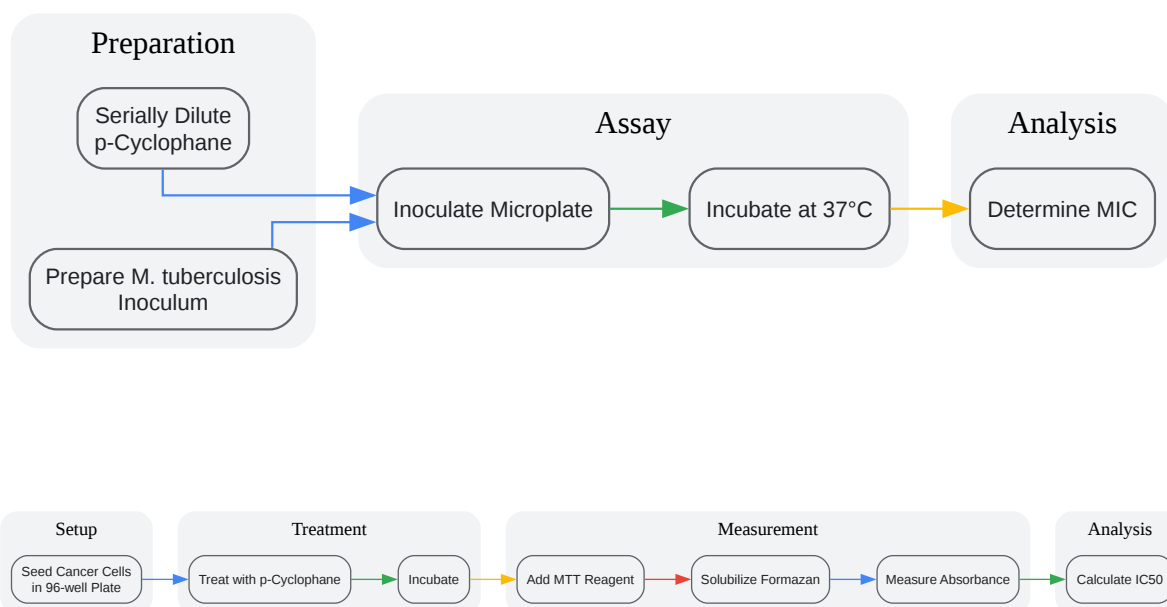 Preparation
Serially Dilute
p-Cyclophane
Prepare M. tuberculosis
Inoculum
Assay
Inoculate Microplate
Incubate at 37°C
Analysis
Determine MIC
Setup
Seed Cancer Cells
in 96-well Plate
Treatment
Treat with p-Cyclophane
Incubate
Measurement
Add MTT Reagent
Solubilize Formazan
Measure Absorbance
Analysis
Calculate IC50